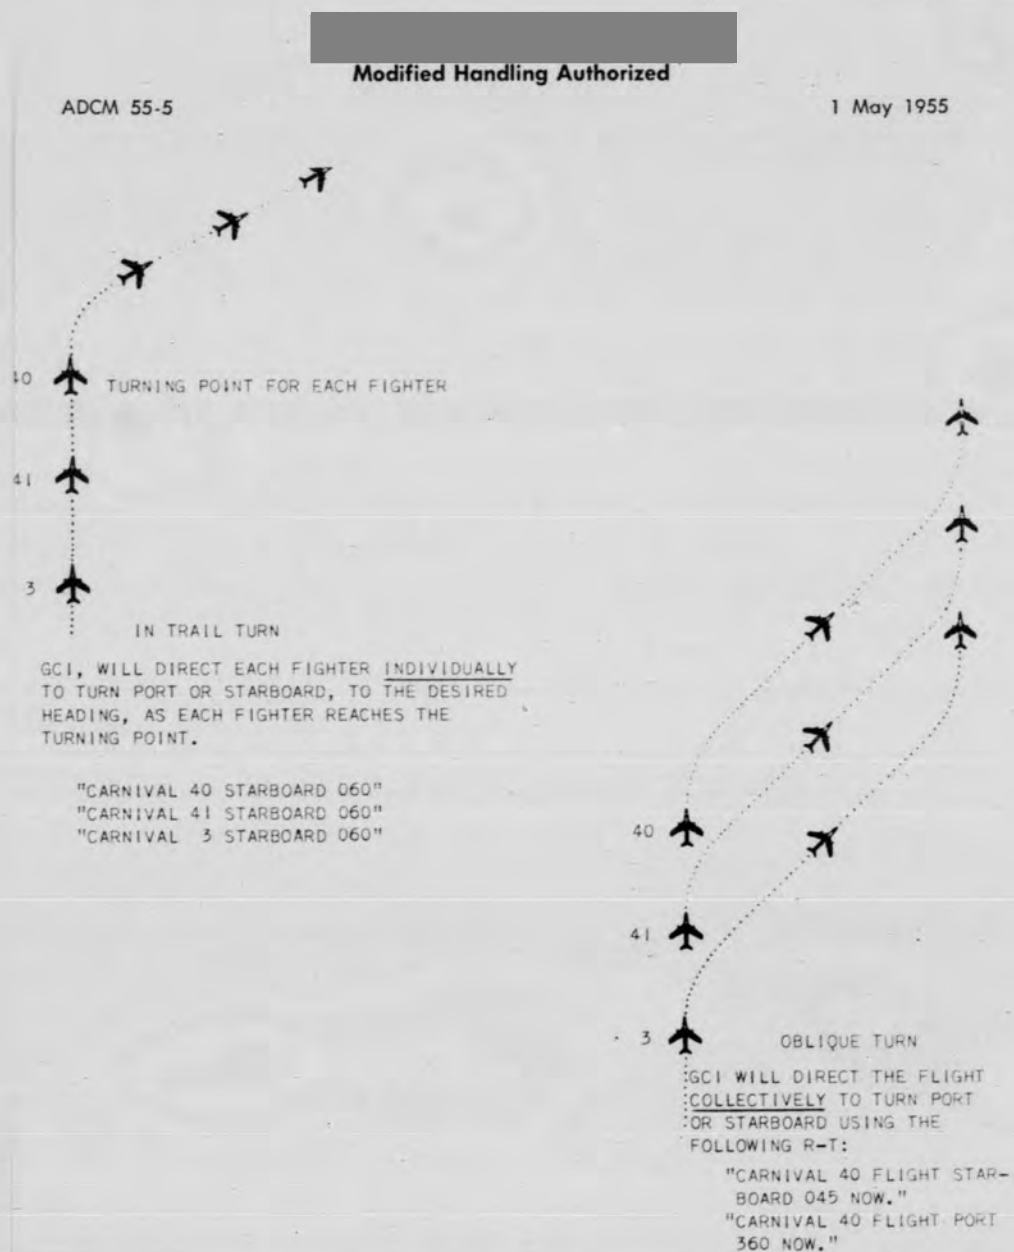 Modified Handling Authorized
ADCM 55-5
1 May 1955
40
TURNING POINT FOR EACH FIGHTER
41
3
IN TRAIL TURN
GCI, WILL DIRECT EACH FIGHTER INDIVIDUALLY
TO TURN PORT OR STARBOARD, TO THE DESIRED
HEADING, AS EACH FIGHTER REACHES THE
TURNING POINT.
"CARNIVAL 40 STARBOARD 060"
"CARNIVAL 41 STARBOARD 060"
"CARNIVAL 3 STARBOARD 060"
40
41
3
OBLIQUE TURN
GCI WILL DIRECT THE FLIGHT
COLLECTIVELY TO TURN PORT
OR STARBOARD USING THE
FOLLOWING R-T:
"CARNIVAL 40 FLIGHT STAR-
BOARD 045 NOW."
"CARNIVAL 40 FLIGHT PORT
360 NOW."